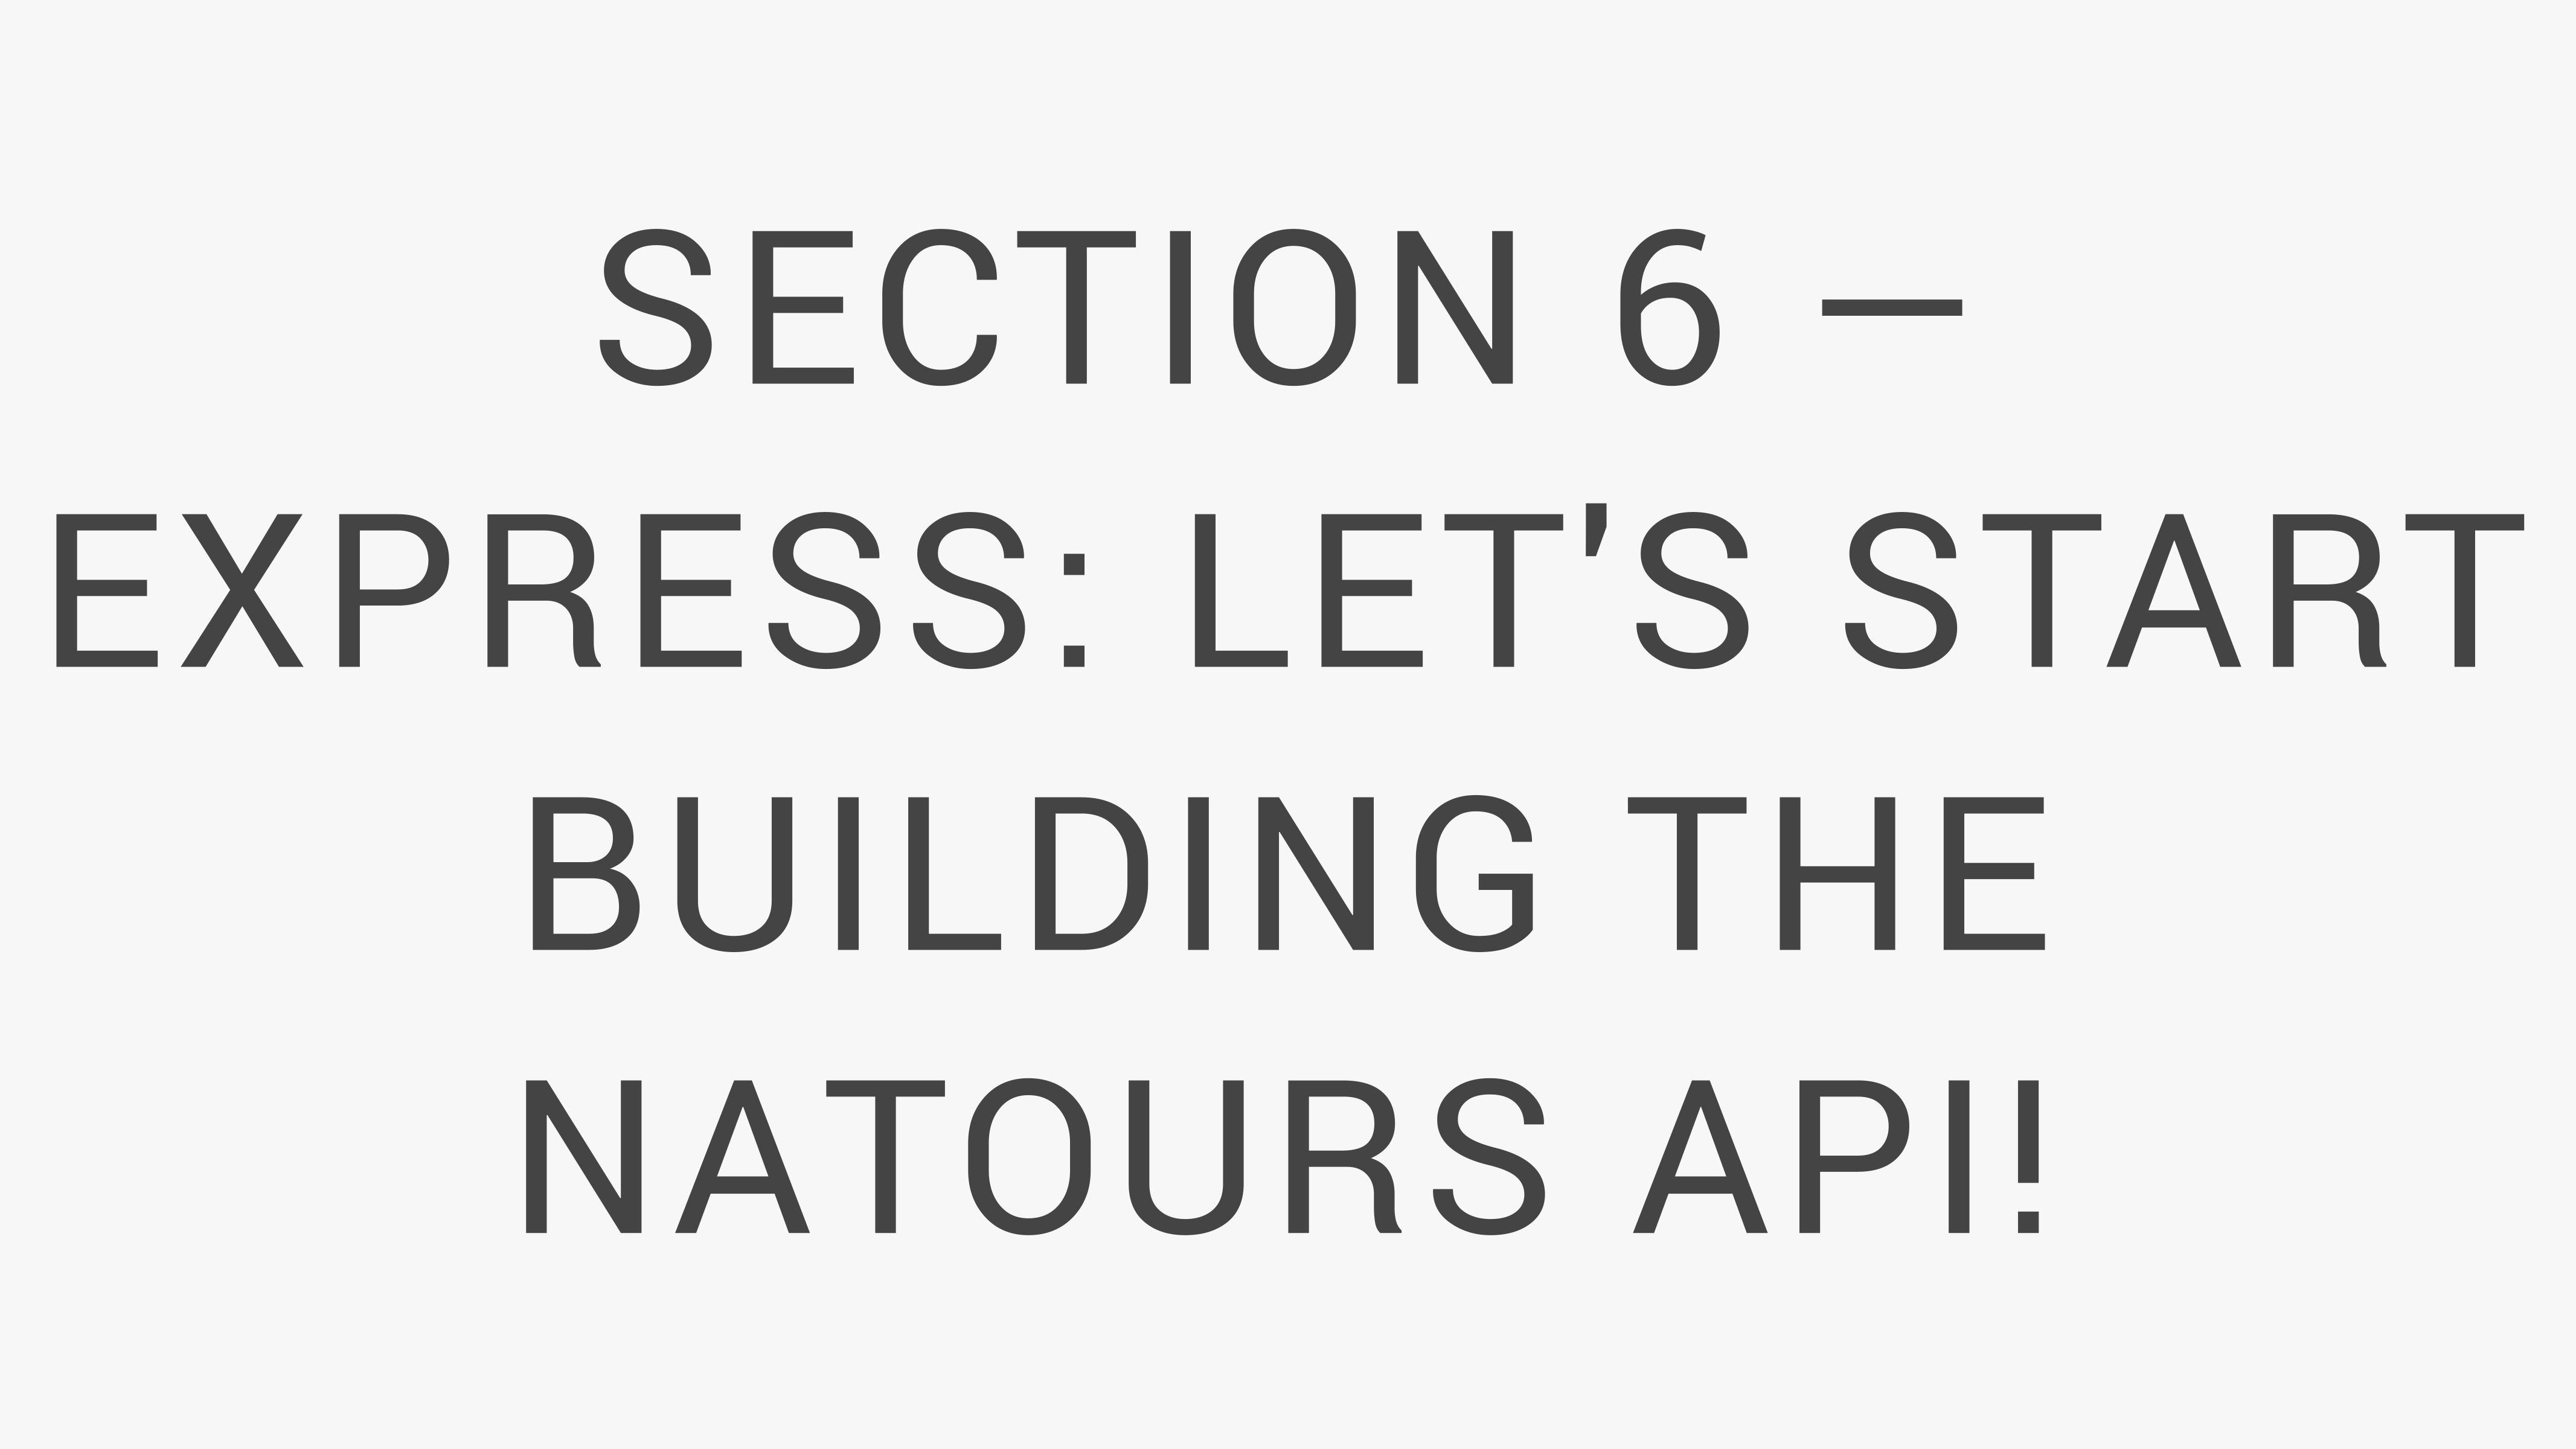 SECTION 6 –
EXPRESS: LET'S START
BUILDING THE
NATOURS API!